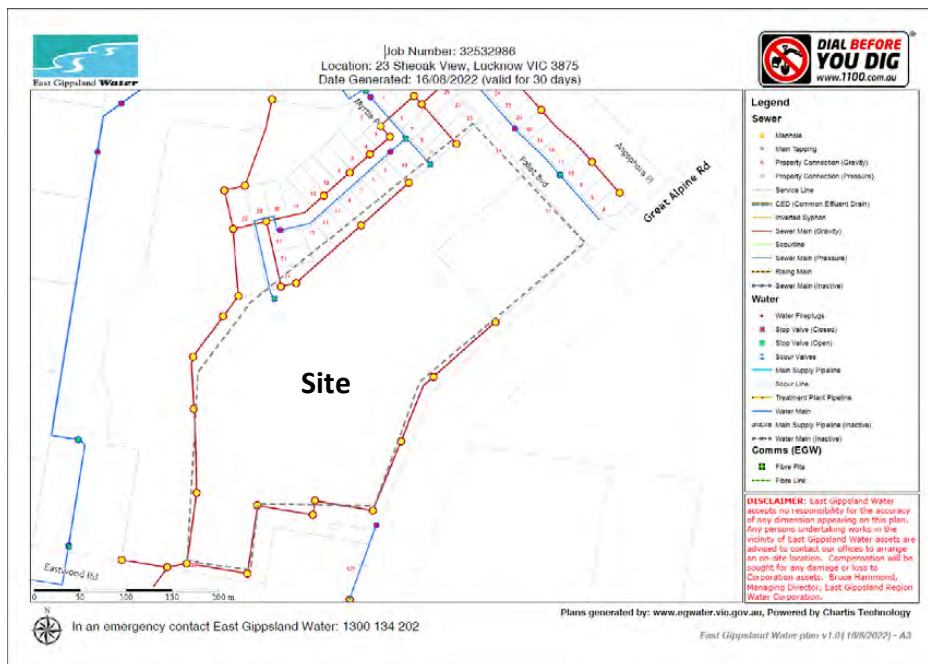 East Gippsland Water
Job Number: 32532986
Location: 23 Sheoak View, Lucknow VIC 3875
Date Generated: 16/08/2022 (valid for 30 days)
DIAL BEFORE
YOU DIG
www.1100.com.au
Myrtle Pl
Pallet Bvd
Angophora Pl
Great Alpine Rd
Site
Eastwood Rd
0 50 100 150 200 m
Legend
Sewer
Manhole
Main Tapping
Property Connection (Gravity)
Property Connection (Pressure)
Service Line
CED (Common Effluent Drain)
Inverted Syphon
Sewer Main (Gravity)
Scourline
Sewer Main (Pressure)
Rising Main
Sewer Main (Inactive)
Water
Water Fireplugs
Stop Valve (Closed)
Stop Valve (Open)
Scour Valves
Main Supply Pipeline
Scour Line
Treatment Plant Pipeline
Water Main
Main Supply Pipeline (Inactive)
Water Main (Inactive)
Comms (EGW)
Fibre Pits
Fibre Link
DISCLAIMER: East Gippsland Water
accepts no responsibility for the accuracy
of any dimension appearing on this plan.
Any persons undertaking works in the
vicinity of East Gippsland Water assets are
advised to contact our offices to arrange
an on-site location. Compensation will be
sought for any damage or loss to
Corporation assets. Bruce Hammond,
Managing Director, East Gippsland Region
Water Corporation.
N
In an emergency contact East Gippsland Water: 1300 134 202
Plans generated by: www.egwater.vic.gov.au, Powered by Chartis Technology
East Gippsland Water plan v1.0 (16/8/2022) - A3